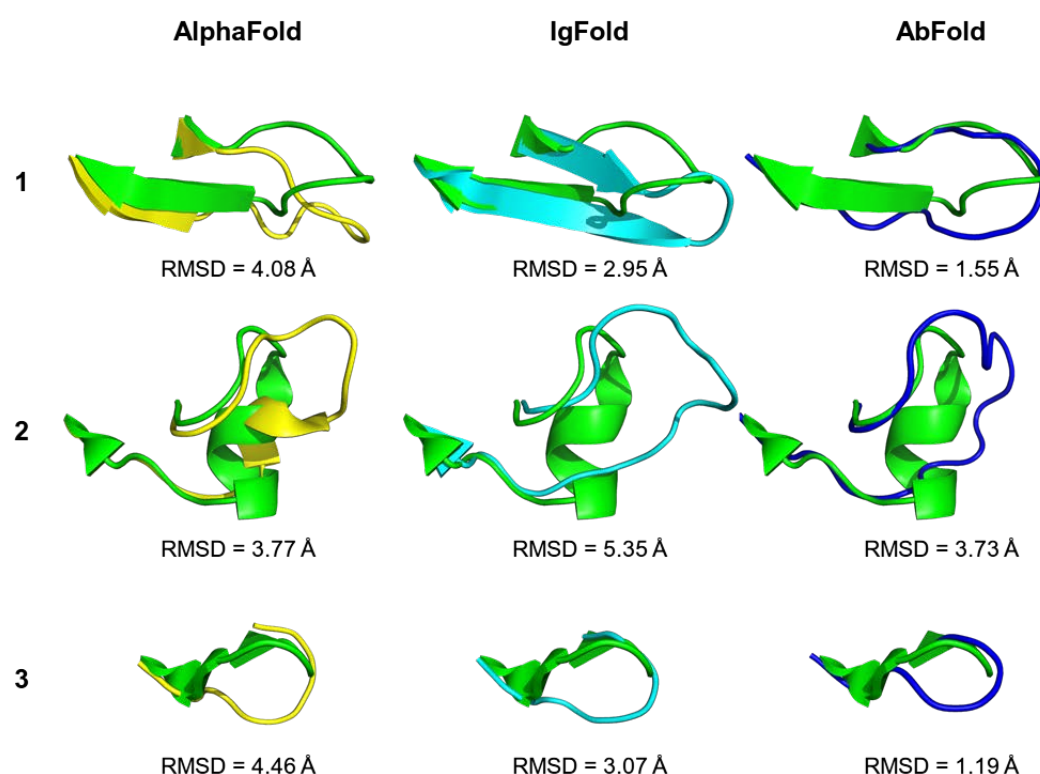 AlphaFold IgFold AbFold
1
RMSD = 4.08 Å RMSD = 2.95 Å RMSD = 1.55 Å
2
RMSD = 3.77 Å RMSD = 5.35 Å RMSD = 3.73 Å
3
RMSD = 4.46 Å RMSD = 3.07 Å RMSD = 1.19 Å